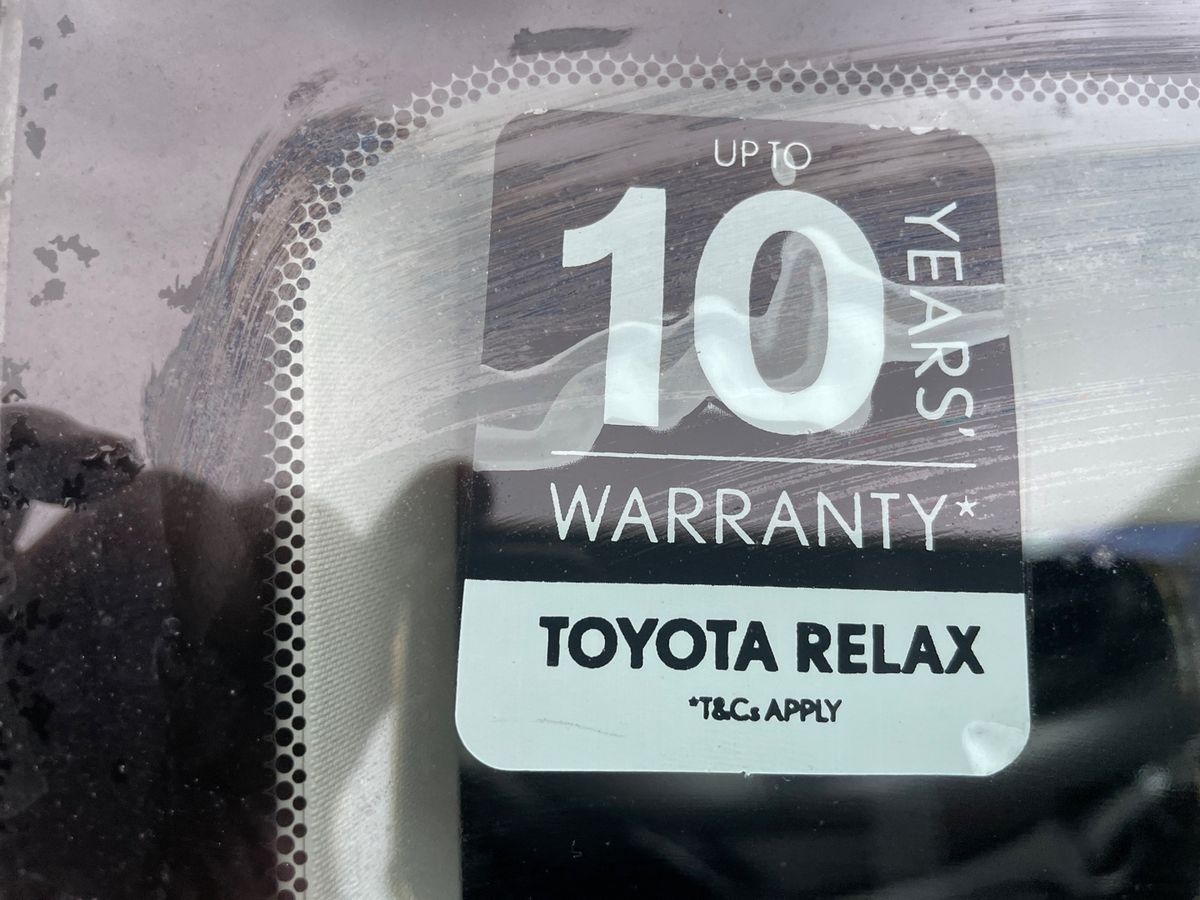 UP TO
10 YEARS'
WARRANTY*
TOYOTA RELAX
*T&Cs APPLY